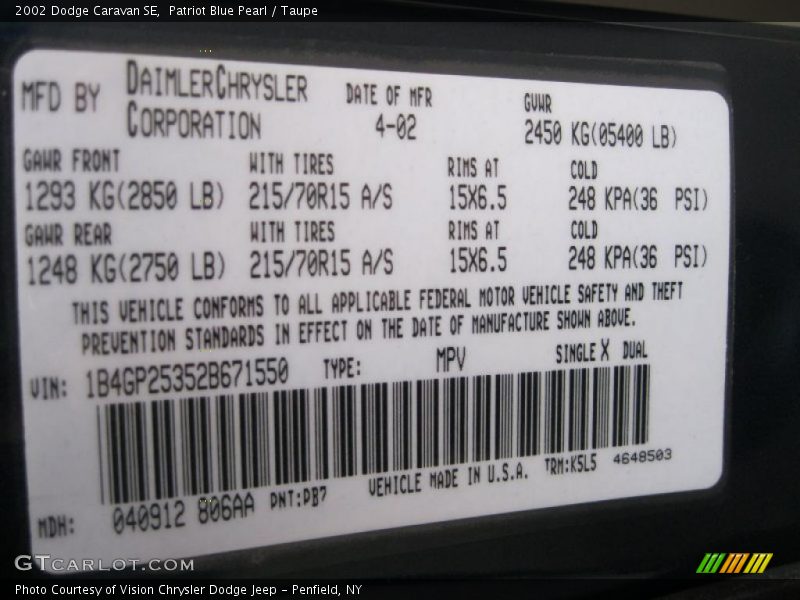 2002 Dodge Caravan SE, Patriot Blue Pearl / Taupe
MFD BY DAIMLERCHRYSLER CORPORATION DATE OF MFR 4-02 GVWR 2450 KG(05400 LB)
GAWR FRONT WITH TIRES RIMS AT COLD
1293 KG(2850 LB) 215/70R15 A/S 15X6.5 248 KPA(36 PSI)
GAWR REAR WITH TIRES RIMS AT COLD
1248 KG(2750 LB) 215/70R15 A/S 15X6.5 248 KPA(36 PSI)
THIS VEHICLE CONFORMS TO ALL APPLICABLE FEDERAL MOTOR VEHICLE SAFETY AND THEFT
PREVENTION STANDARDS IN EFFECT ON THE DATE OF MANUFACTURE SHOWN ABOVE.
VIN: 1B4GP25352B671550 TYPE: MPV SINGLE X DUAL
MDH: 040912 806AA PNT:PB7 VEHICLE MADE IN U.S.A. TRM:K5L5 4648503
GTCARLOT.COM
Photo Courtesy of Vision Chrysler Dodge Jeep – Penfield, NY